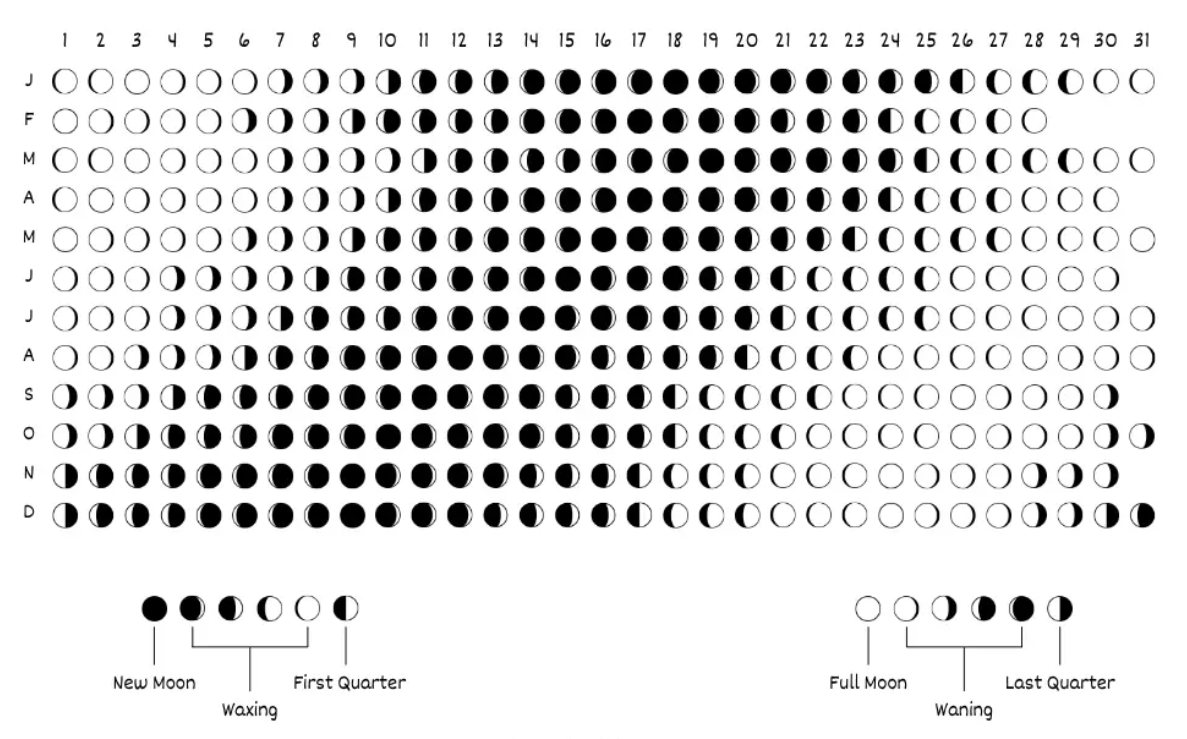 1 2 3 4 5 6 7 8 9 10 11 12 13 14 15 16 17 18 19 20 21 22 23 24 25 26 27 28 29 30 31
J
F
M
A
M
J
J
A
S
O
N
D
New Moon First Quarter Full Moon Last Quarter
Waxing Waning